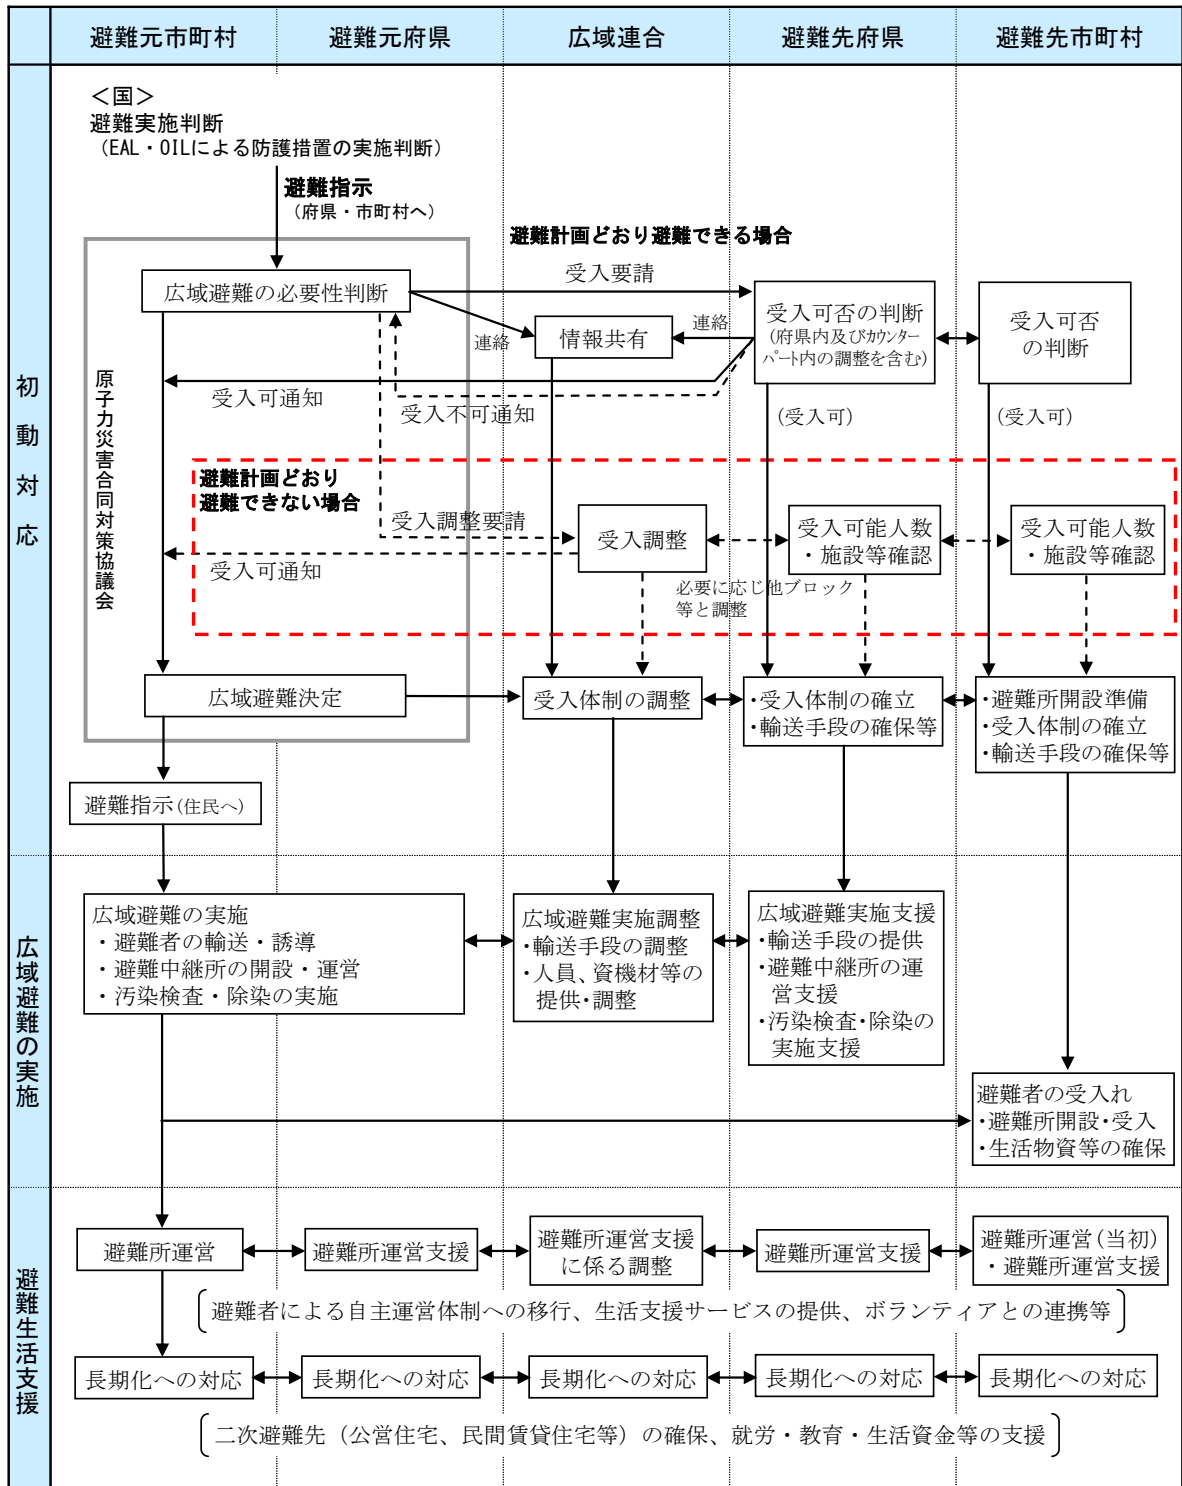 避難元市町村
避難元府県
広域連合
避難先府県
避難先市町村
初動対応
＜国＞
避難実施判断
（EAL・OILによる防護措置の実施判断）
避難指示
（府県・市町村へ）
避難計画どおり避難できる場合
広域避難の必要性判断
受入要請
連絡
情報共有
連絡
受入可否の判断
（府県内及びカウンター
パート内の調整を含む）
受入可否
の判断
原子力災害合同対策協議会
受入可通知
受入不可通知
（受入可）
（受入可）
避難計画どおり
避難できない場合
受入調整要請
受入調整
受入可能人数
・施設等確認
受入可能人数
・施設等確認
受入可通知
必要に応じ他ブロック
等と調整
広域避難決定
受入体制の調整
・受入体制の確立
・輸送手段の確保等
・避難所開設準備
・受入体制の確立
・輸送手段の確保等
避難指示（住民へ）
広域避難の実施
広域避難の実施
・避難者の輸送・誘導
・避難中継所の開設・運営
・汚染検査・除染の実施
広域避難実施調整
・輸送手段の調整
・人員、資機材等の
提供・調整
広域避難実施支援
・輸送手段の提供
・避難中継所の運
営支援
・汚染検査・除染の
実施支援
避難者の受入れ
・避難所開設・受入
・生活物資等の確保
避難生活支援
避難所運営
避難所運営支援
避難所運営支援
に係る調整
避難所運営支援
避難所運営（当初）
・避難所運営支援
避難者による自主運営体制への移行、生活支援サービスの提供、ボランティアとの連携等
長期化への対応
長期化への対応
長期化への対応
長期化への対応
長期化への対応
二次避難先（公営住宅、民間賃貸住宅等）の確保、就労・教育・生活資金等の支援